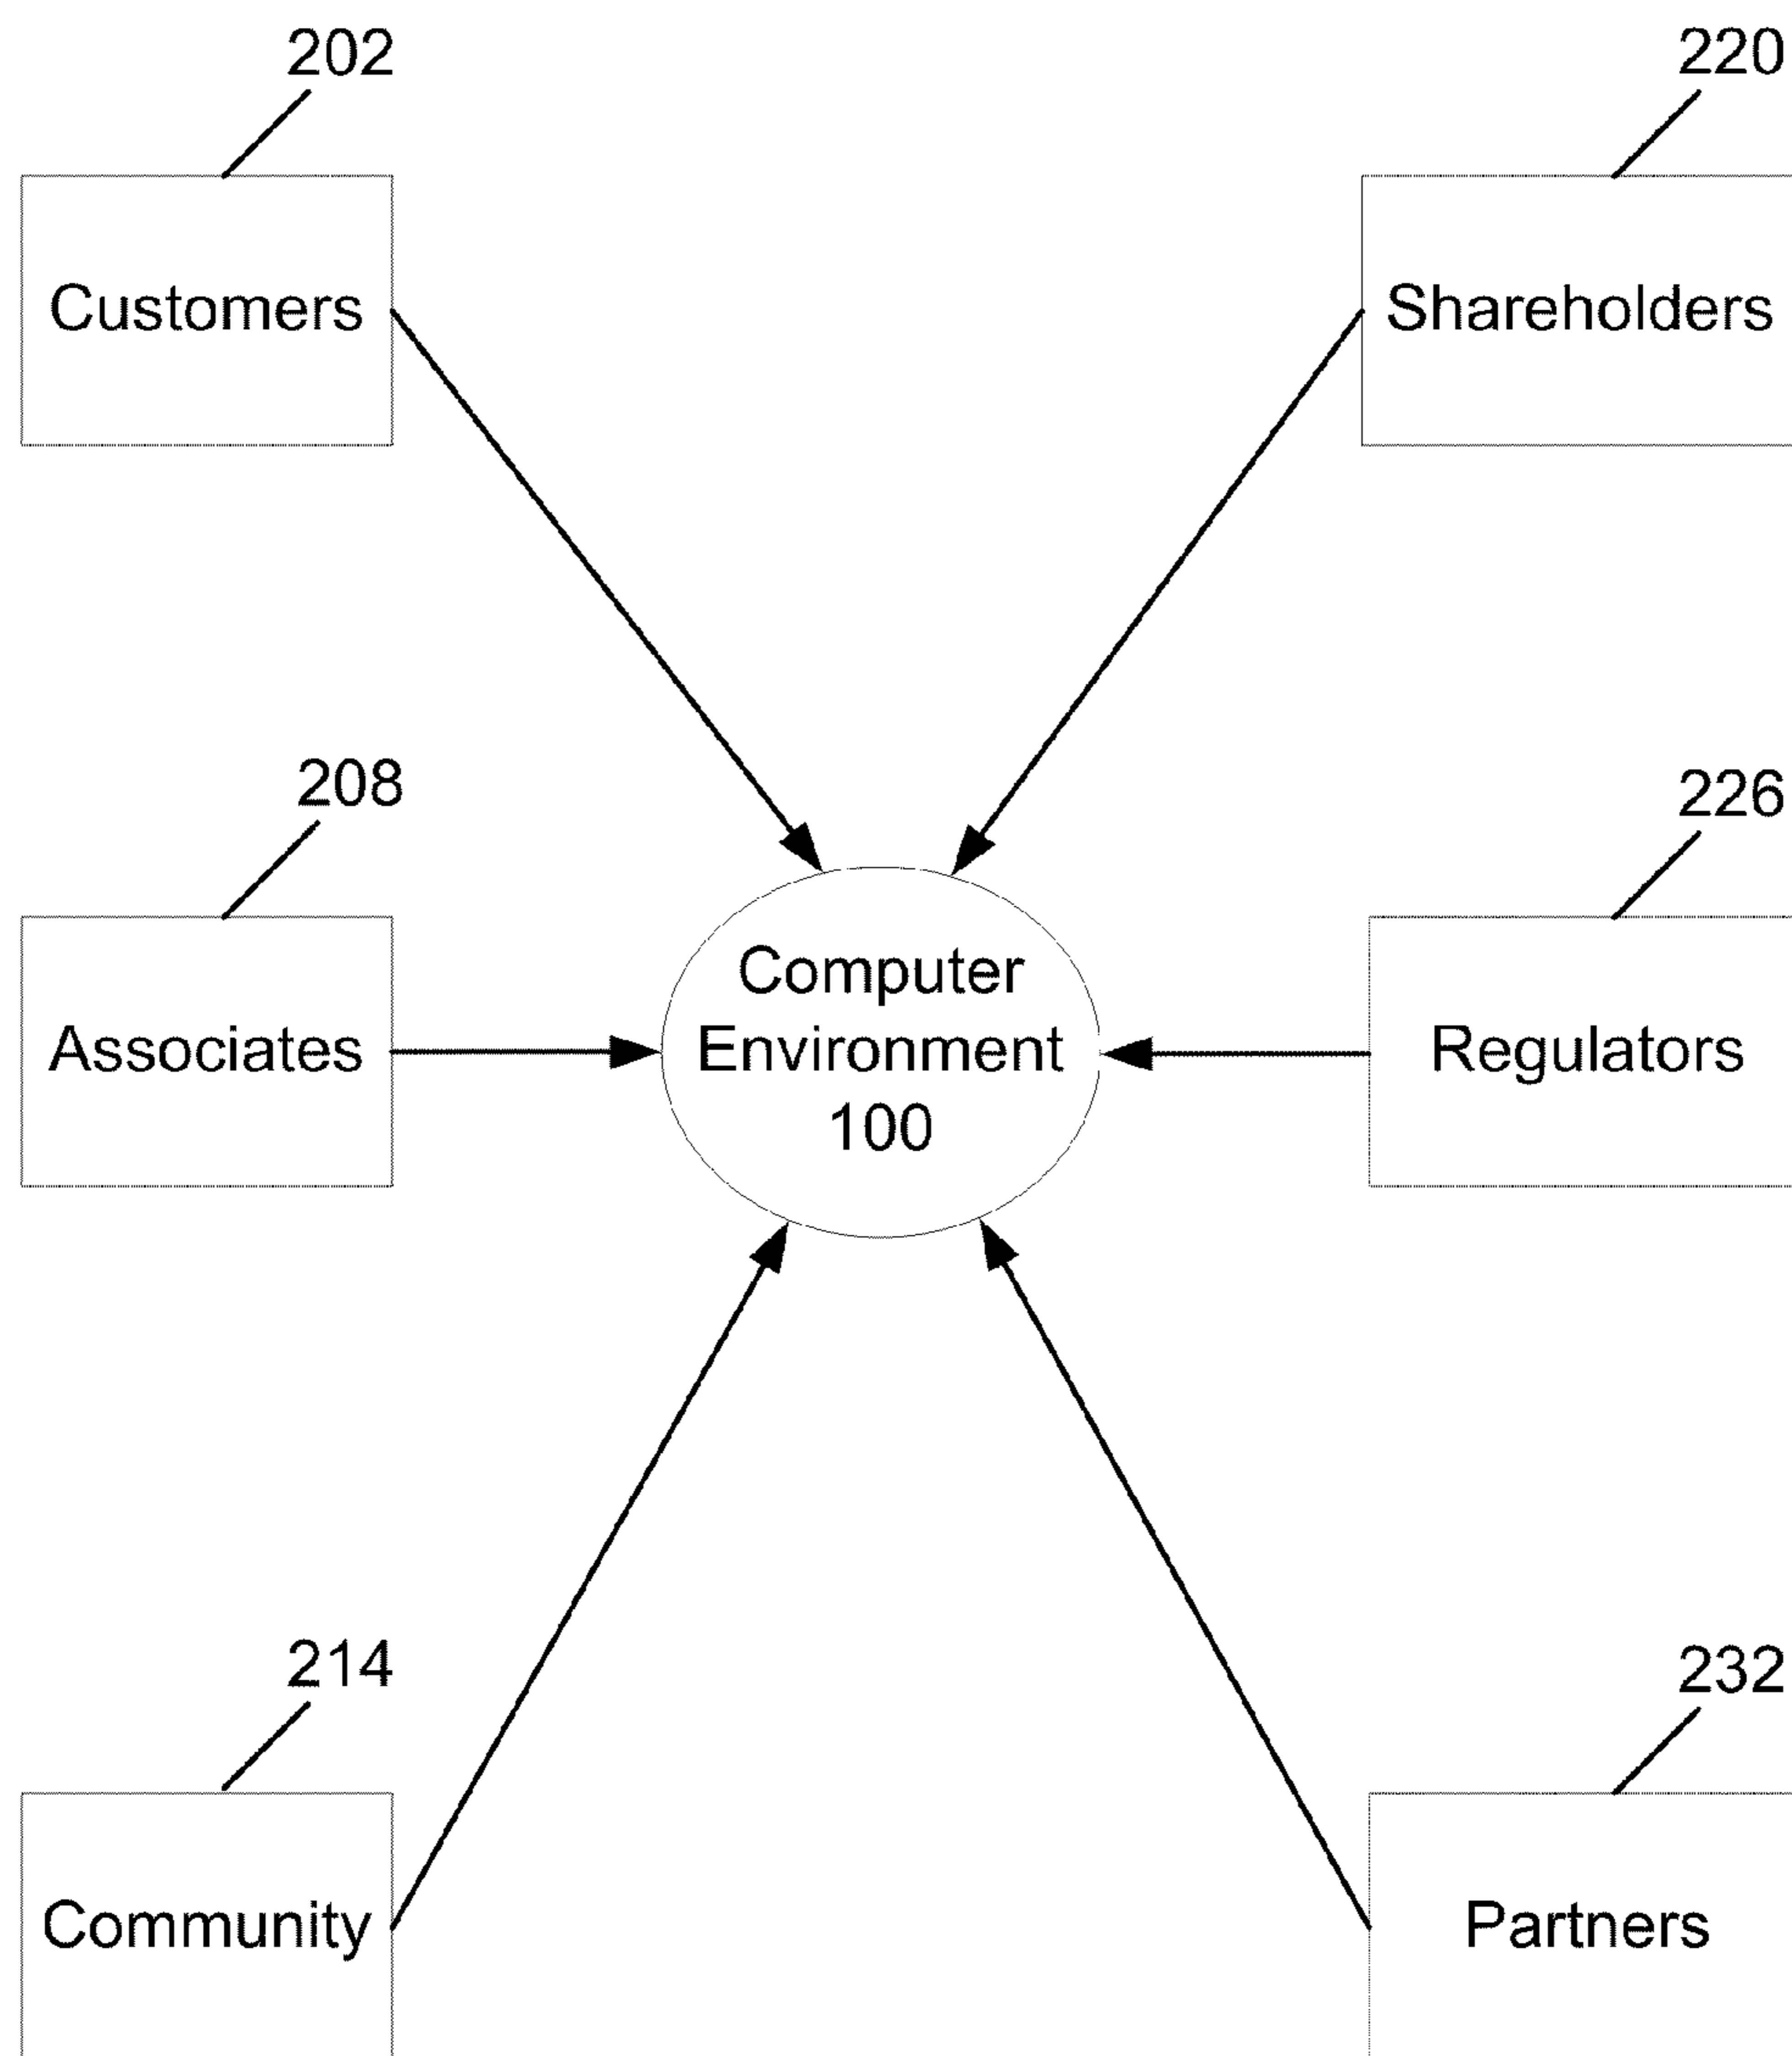 202
220
Customers
Shareholders
208
226
Computer
Environment
100
Associates
Regulators
214
232
Community
Partners